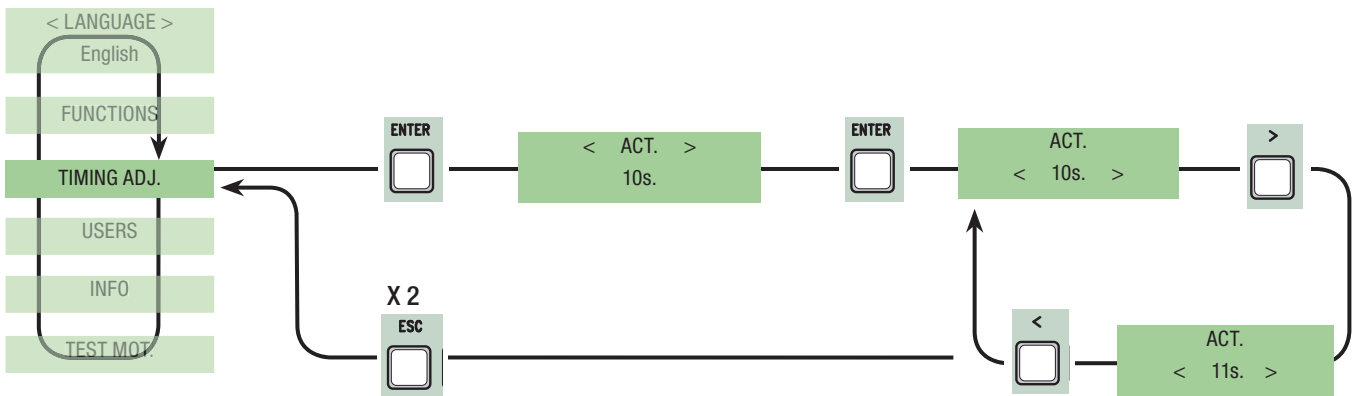 < LANGUAGE >
English
FUNCTIONS
TIMING ADJ.
USERS
INFO
TEST MOT.
ENTER
< ACT. >
10s.
ENTER
ACT.
< 10s. >
>
X 2
ESC
<
ACT.
< 11s. >